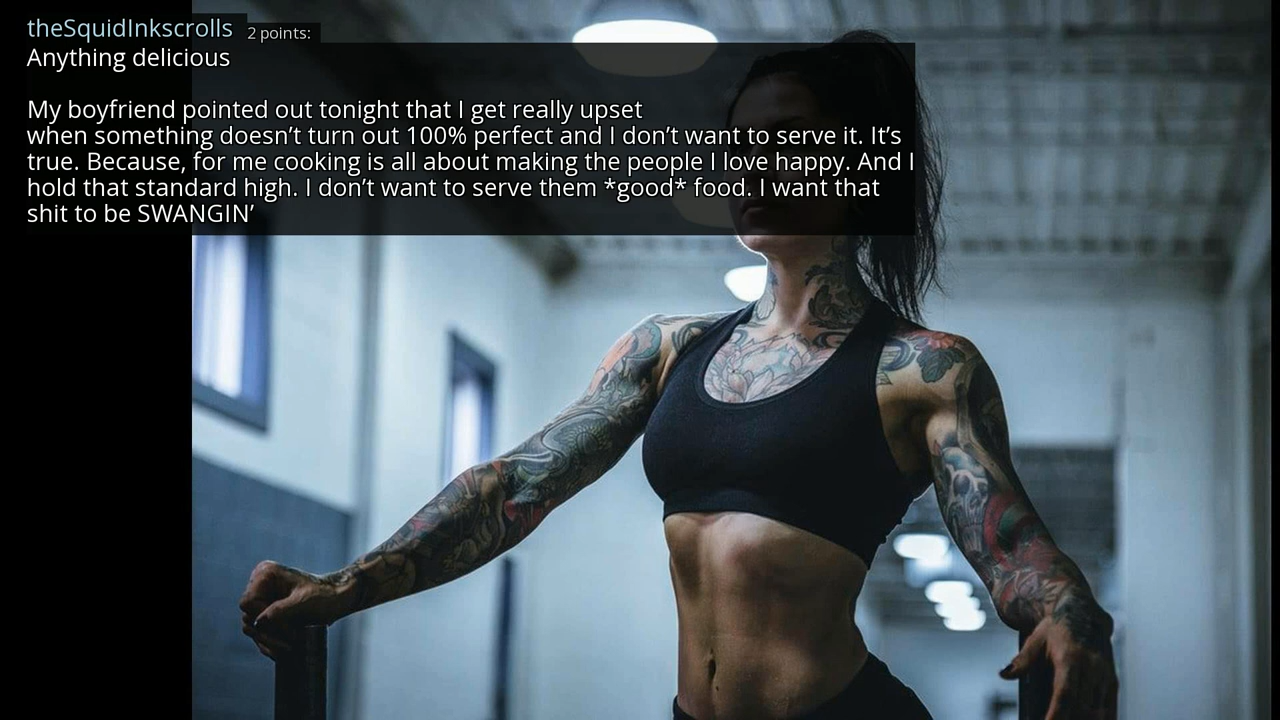 theSquidInkscrolls 2 points:
Anything delicious
My boyfriend pointed out tonight that I get really upset
when something doesn’t turn out 100% perfect and I don’t want to serve it. It’s
true. Because, for me cooking is all about making the people I love happy. And I
hold that standard high. I don’t want to serve them *good* food. I want that
shit to be SWANGIN’